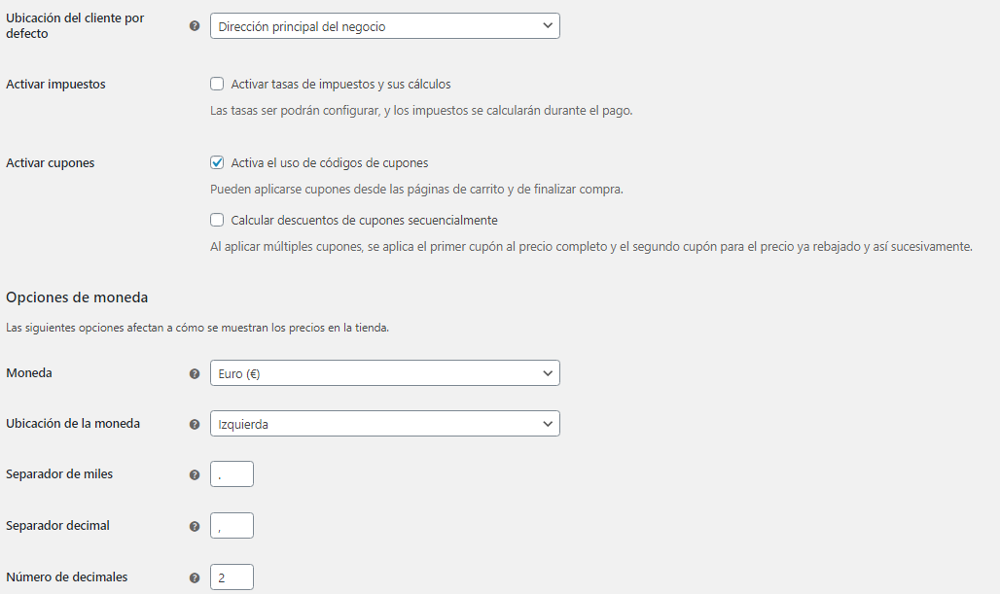 Ubicación del cliente por
defecto
Dirección principal del negocio
Activar impuestos
Activar tasas de impuestos y sus cálculos
Las tasas ser podrán configurar, y los impuestos se calcularán durante el pago.
Activar cupones
Activa el uso de códigos de cupones
Pueden aplicarse cupones desde las páginas de carrito y de finalizar compra.
Calcular descuentos de cupones secuencialmente
Al aplicar múltiples cupones, se aplica el primer cupón al precio completo y el segundo cupón para el precio ya rebajado y así sucesivamente.
Opciones de moneda
Las siguientes opciones afectan a cómo se muestran los precios en la tienda.
Moneda
Euro (€)
Ubicación de la moneda
Izquierda
Separador de miles
.
Separador decimal
,
Número de decimales
2